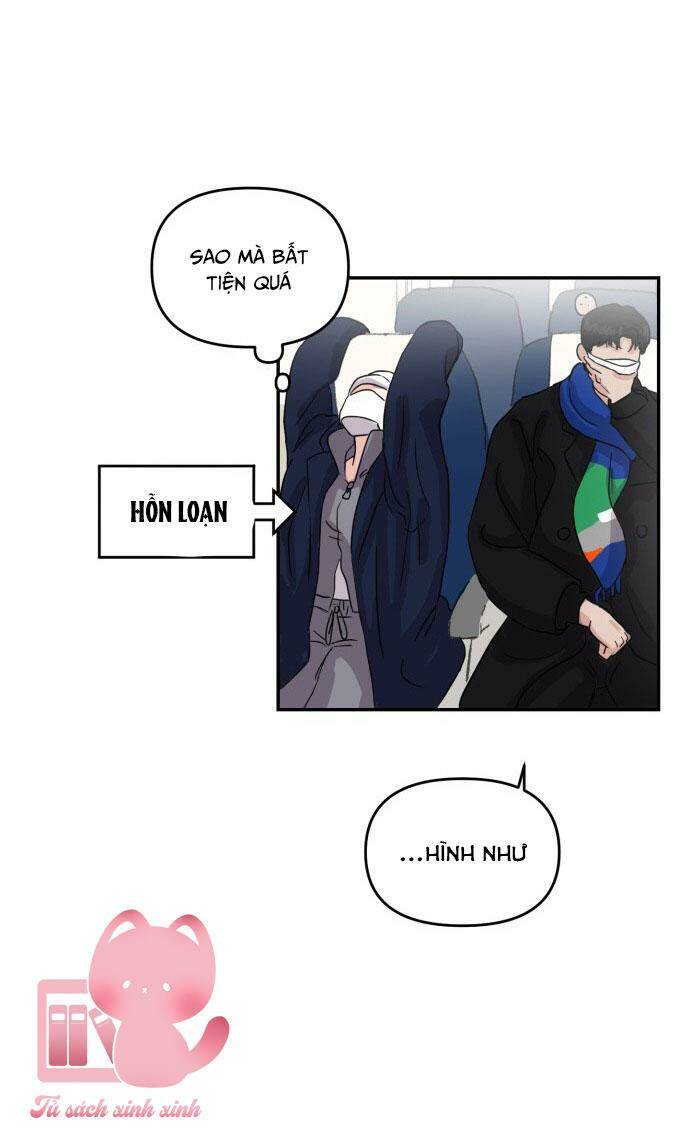 SAO MÀ BẤT
TIỆN QUÁ
HỖN LOẠN
...HÌNH NHƯ
Tủ sách xinh xinh